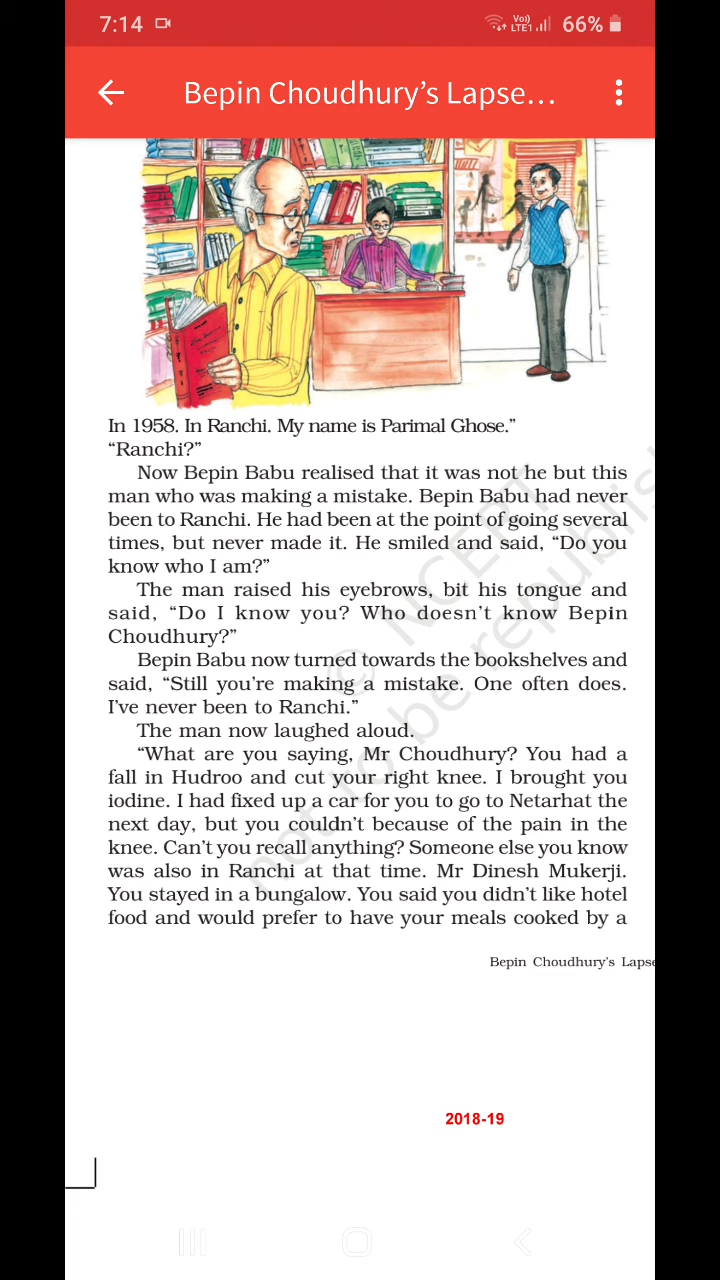 7:14
Vo))
LTE1
66%
Bepin Choudhury's Lapse...
In 1958. In Ranchi. My name is Parimal Ghose."
"Ranchi?"
Now Bepin Babu realised that it was not he but this
man who was making a mistake. Bepin Babu had never
been to Ranchi. He had been at the point of going several
times, but never made it. He smiled and said, "Do you
know who I am?"
The man raised his eyebrows, bit his tongue and
said, "Do I know you? Who doesn't know Bepin
Choudhury?"
Bepin Babu now turned towards the bookshelves and
said, "Still you're making a mistake. One often does.
I've never been to Ranchi."
The man now laughed aloud.
"What are you saying, Mr Choudhury? You had a
fall in Hudroo and cut your right knee. I brought you
iodine. I had fixed up a car for you to go to Netarhat the
next day, but you couldn't because of the pain in the
knee. Can't you recall anything? Someone else you know
was also in Ranchi at that time. Mr Dinesh Mukerji.
You stayed in a bungalow. You said you didn't like hotel
food and would prefer to have your meals cooked by a
© NCERT
not to be republis
Bepin Choudhury's Lapse
2018-19